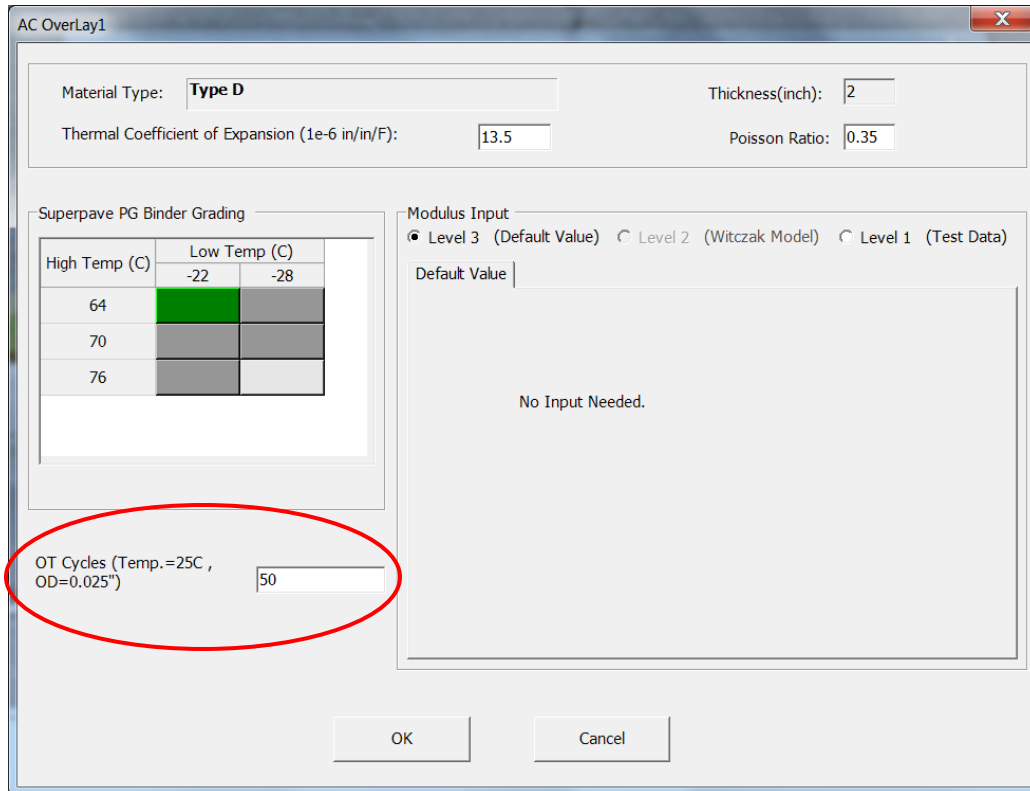 AC OverLay1
Material Type: Type D
Thickness(inch): 2
Thermal Coefficient of Expansion (1e-6 in/in/F): 13.5
Poisson Ratio: 0.35
Superpave PG Binder Grading
High Temp (C)
Low Temp (C)
-22 -28
64
70
76
OT Cycles (Temp.=25C ,
OD=0.025") 50
Modulus Input
Level 3 (Default Value) Level 2 (Witczak Model) Level 1 (Test Data)
Default Value
No Input Needed.
OK Cancel